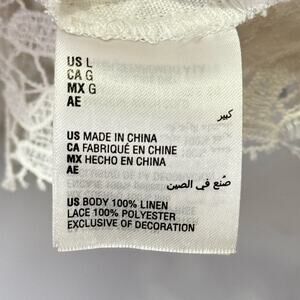 US L
CA G
MX G
AE
كبير
US MADE IN CHINA
CA FABRIQUÉ EN CHINE
MX HECHO EN CHINA
AE
صُنع في الصين
US BODY 100% LINEN
LACE 100% POLYESTER
EXCLUSIVE OF DECORATION